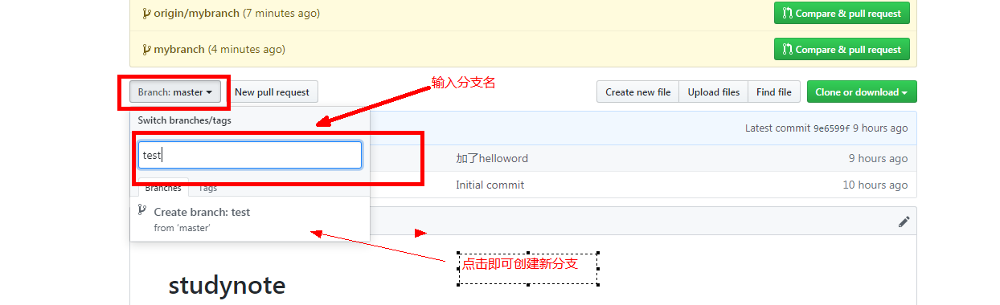 origin/mybranch (7 minutes ago) Compare & pull request
mybranch (4 minutes ago) Compare & pull request
输入分支名
Branch: master New pull request Create new file Upload files Find file Clone or download
Switch branches/tags
Latest commit 9e6599f 9 hours ago
test
加了helloword 9 hours ago
Branches Tags
Initial commit 10 hours ago
Create branch: test
from 'master'
点击即可创建新分支
studynote